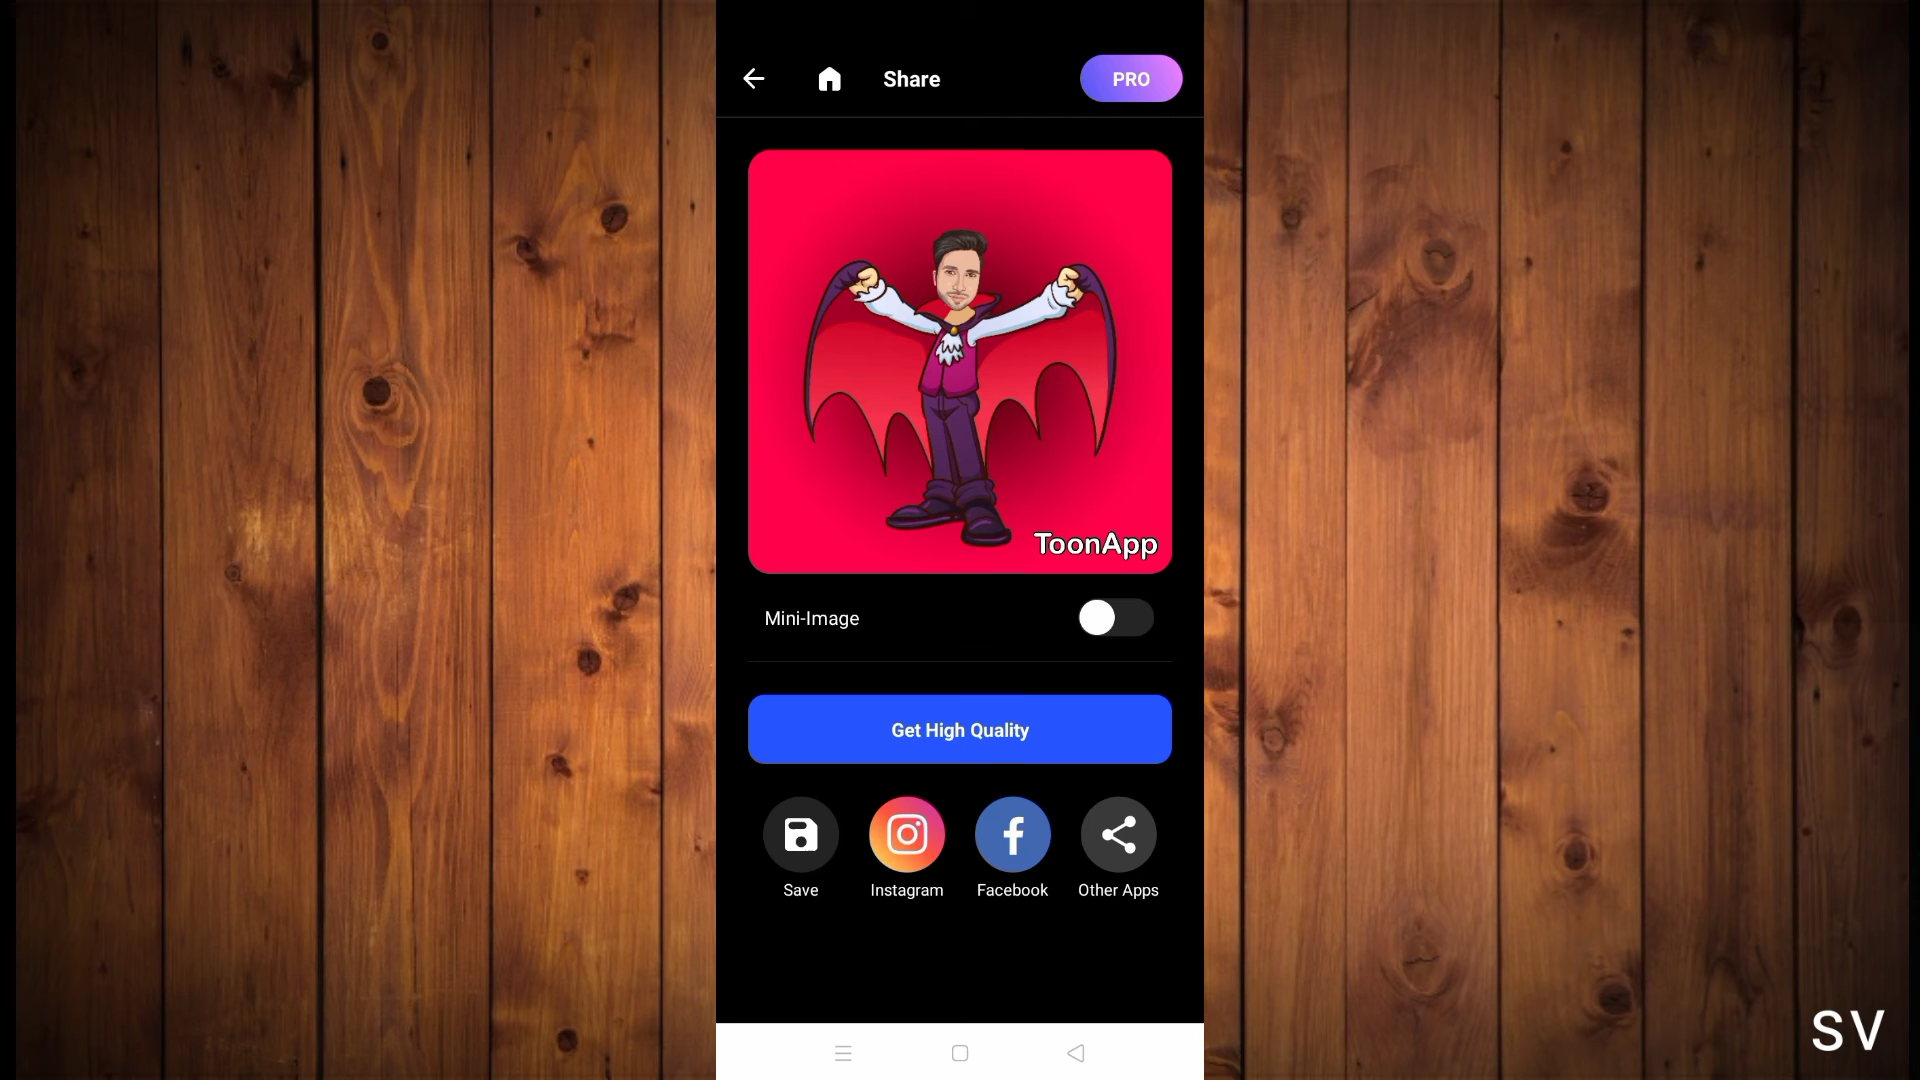 Share
PRO
ToonApp
Mini-Image
Get High Quality
Save
Instagram
Facebook
Other Apps
SV